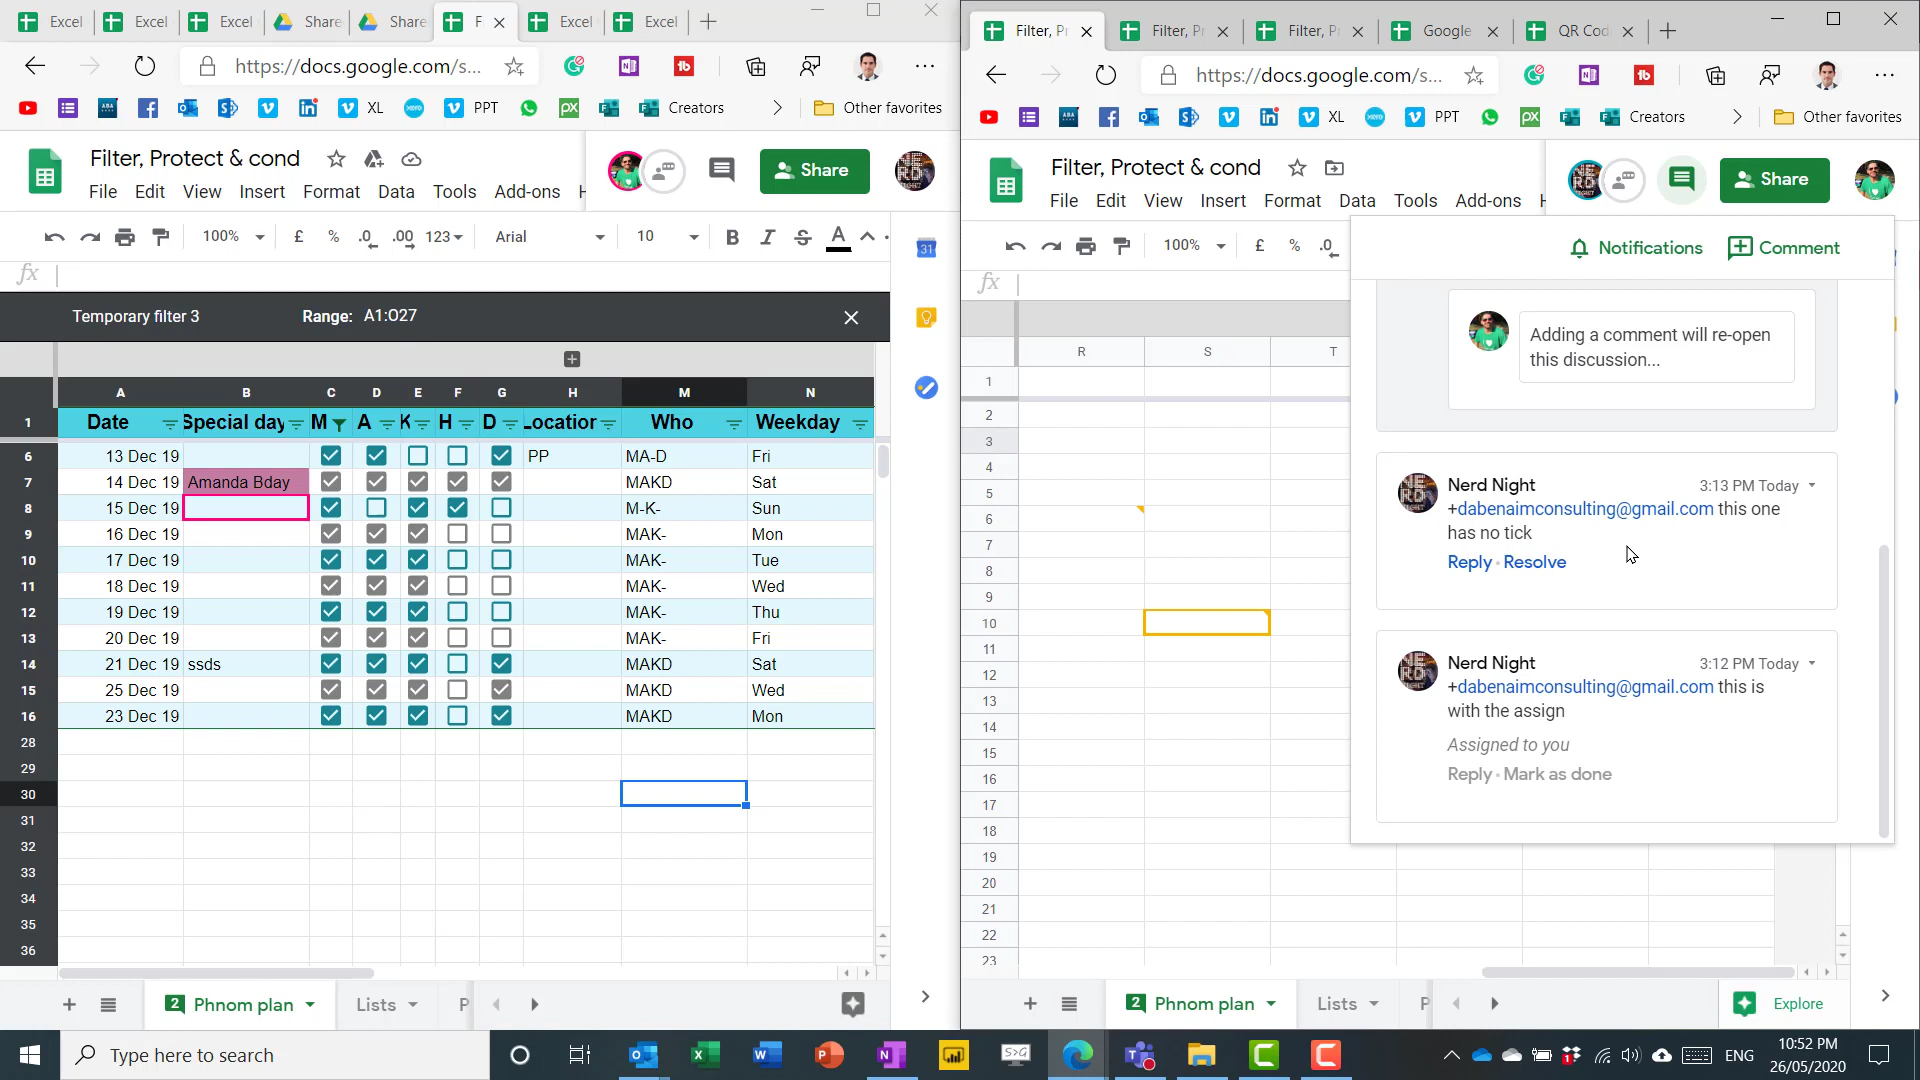 Excel
Excel
Excel
Share
Share
F
Excel
Excel
https://docs.google.com/s...
XL
PPT
Creators
Other favorites
Filter, Protect & cond
Share
File Edit View Insert Format Data Tools Add-ons H
100% £ % .0 .00 123 Arial 10 B I S A
fx
Temporary filter 3 Range: A1:O27
A B C D E F G H M N
1 Date Special day M A K H D Location Who Weekday
6 13 Dec 19 PP MA-D Fri
7 14 Dec 19 Amanda Bday MAKD Sat
8 15 Dec 19 M-K- Sun
9 16 Dec 19 MAK- Mon
10 17 Dec 19 MAK- Tue
11 18 Dec 19 MAK- Wed
12 19 Dec 19 MAK- Thu
13 20 Dec 19 MAK- Fri
14 21 Dec 19 ssds MAKD Sat
15 25 Dec 19 MAKD Wed
16 23 Dec 19 MAKD Mon
28
29
30
31
32
33
34
35
36
2 Phnom plan Lists P
Filter, Pr
Filter, P
Filter, P
Google
QR Cod
https://docs.google.com/s...
XL
PPT
Creators
Other favorites
Filter, Protect & cond
Share
File Edit View Insert Format Data Tools Add-ons H
100% £ % .0
fx
R S T
1
2
3
4
5
6
7
8
9
10
11
12
13
14
15
16
17
18
19
20
21
22
23
Notifications Comment
Adding a comment will re-open
this discussion...
Nerd Night 3:13 PM Today
+dabenaimconsulting@gmail.com this one
has no tick
Reply · Resolve
Nerd Night 3:12 PM Today
+dabenaimconsulting@gmail.com this is
with the assign
Assigned to you
Reply · Mark as done
2 Phnom plan Lists P
Explore
Type here to search
ENG
10:52 PM
26/05/2020